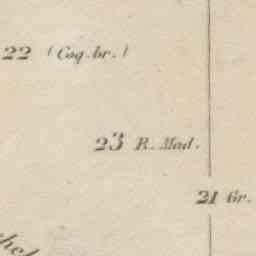 22 (Coq. br.)
23 R. Mad.
21 Gr.